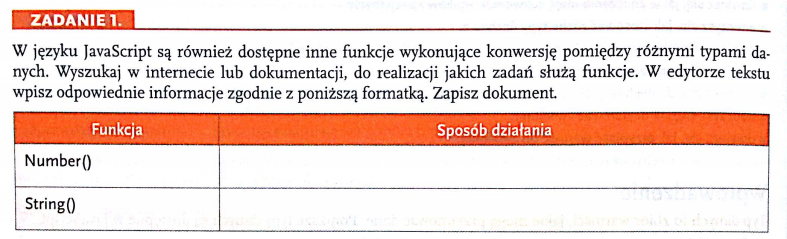 ZADANIE 1.
W języku JavaScript są również dostępne inne funkcje wykonujące konwersję pomiędzy różnymi typami da-
nych. Wyszukaj w internecie lub dokumentacji, do realizacji jakich zadań służą funkcje. W edytorze tekstu
wpisz odpowiednie informacje zgodnie z poniższą formatką. Zapisz dokument.
Funkcja Sposób działania
Number()
String()